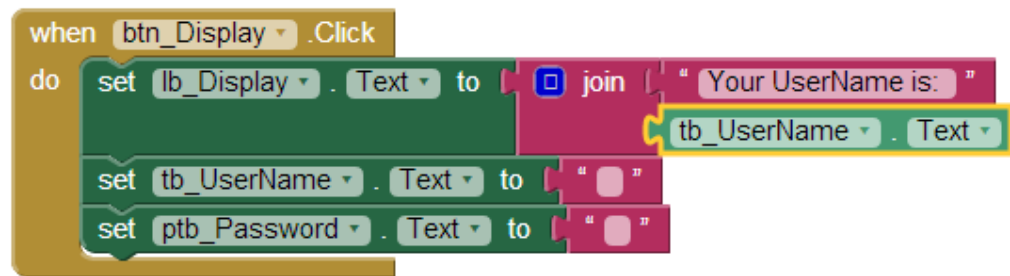 when btn_Display .Click
do set lb_Display . Text to join " Your UserName is: "
tb_UserName . Text
set tb_UserName . Text to " "
set ptb_Password . Text to " "